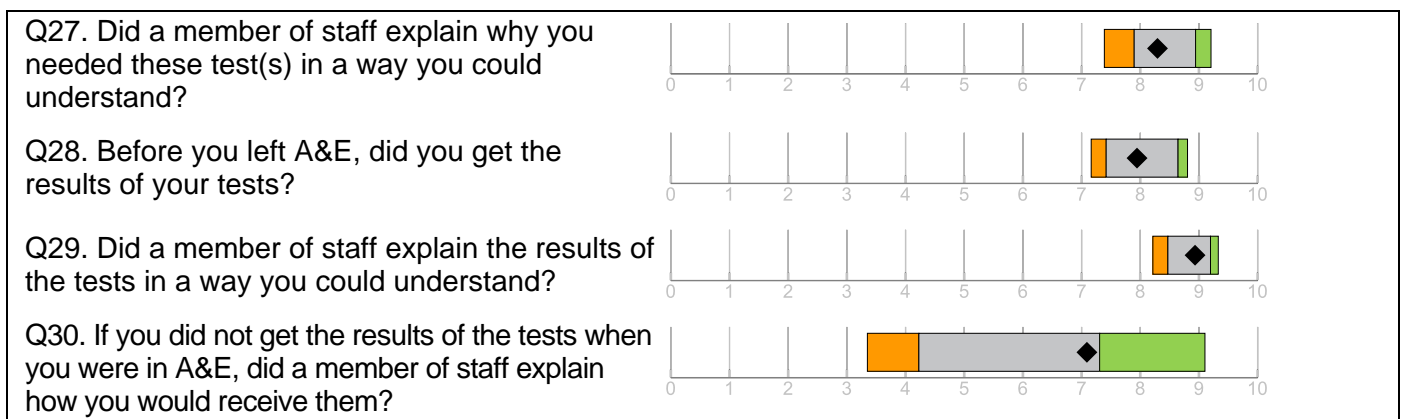 Q27. Did a member of staff explain why you
needed these test(s) in a way you could
understand?
0 1 2 3 4 5 6 7 8 9 10
Q28. Before you left A&E, did you get the
results of your tests?
0 1 2 3 4 5 6 7 8 9 10
Q29. Did a member of staff explain the results of
the tests in a way you could understand?
0 1 2 3 4 5 6 7 8 9 10
Q30. If you did not get the results of the tests when
you were in A&E, did a member of staff explain
how you would receive them?
0 1 2 3 4 5 6 7 8 9 10